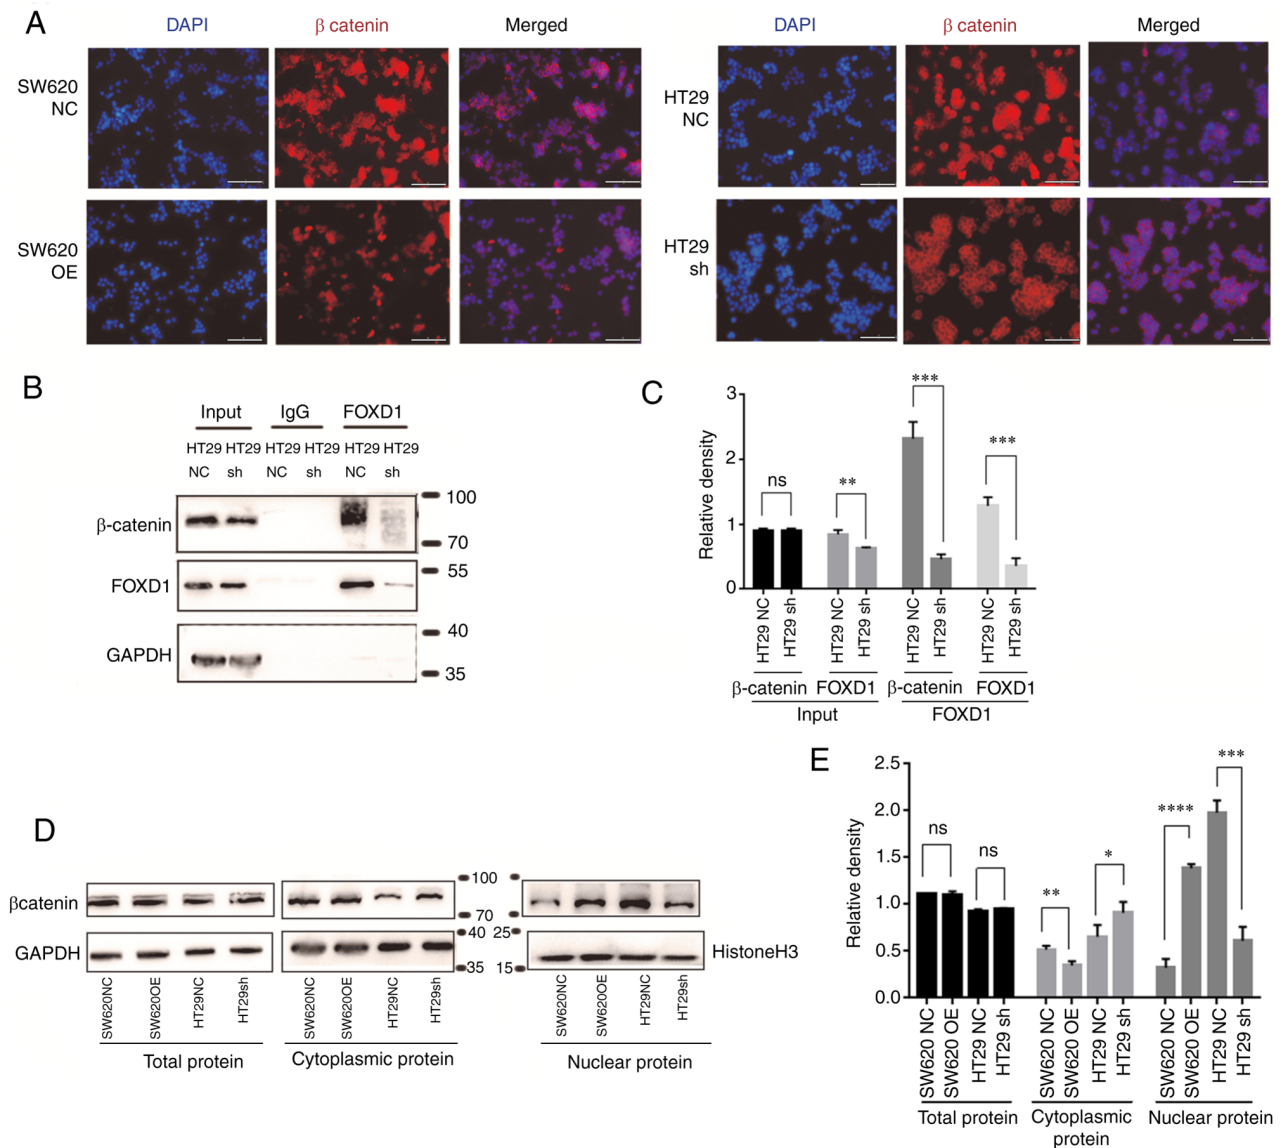 A
DAPI
β catenin
Merged
DAPI
β catenin
Merged
SW620
NC
HT29
NC
SW620
OE
HT29
sh
B
Input
IgG
FOXD1
HT29 HT29 HT29 HT29 HT29 HT29
NC sh NC sh NC sh
β-catenin
FOXD1
GAPDH
100
70
55
40
35
C
Relative density
3
2
1
0
ns
**
***
***
HT29 NC
HT29 sh
HT29 NC
HT29 sh
HT29 NC
HT29 sh
HT29 NC
HT29 sh
β-catenin FOXD1 β-catenin FOXD1
Input FOXD1
D
βcatenin
GAPDH
100
70
40 25
35 15
HistoneH3
SW620NC
SW620OE
HT29NC
HT29sh
SW620NC
SW620OE
HT29NC
HT29sh
SW620NC
SW620OE
HT29NC
HT29sh
Total protein
Cytoplasmic protein
Nuclear protein
E
Relative density
2.5
2.0
1.5
1.0
0.5
0.0
ns
ns
**
*
****
***
SW620 NC
SW620 OE
HT29 NC
HT29 sh
SW620 NC
SW620 OE
HT29 NC
HT29 sh
SW620 NC
SW620 OE
HT29 NC
HT29 sh
Total protein
Cytoplasmic
protein
Nuclear protein